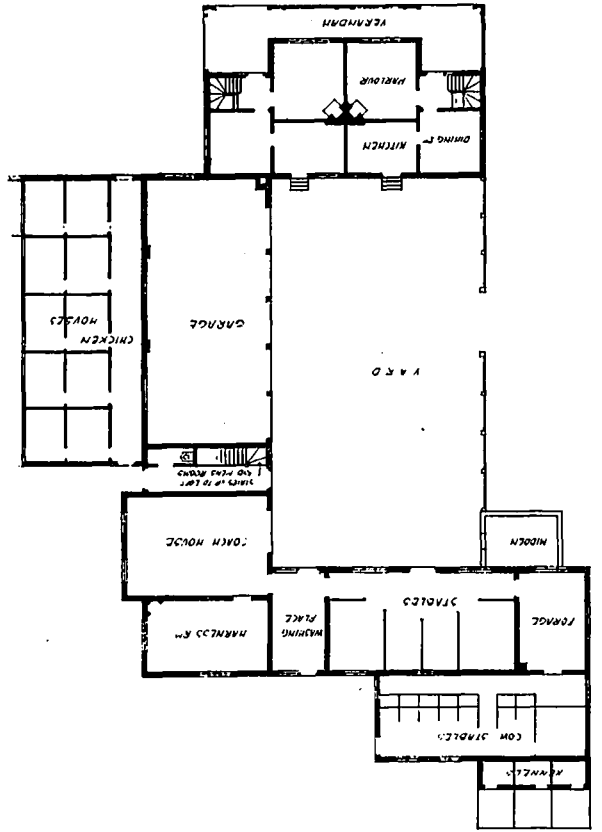 KENNELS
COW STABLES
FORAGE
STABLES
WASHING
PLACE
HARNESS RM
MIDDEN
COACH HOUSE
STAIRS UP TO LOFT
AND MENS ROOMS
YARD
GARAGE
CHICKEN
HOUSES
DINING RM
KITCHEN
PARLOUR
VERANDAH